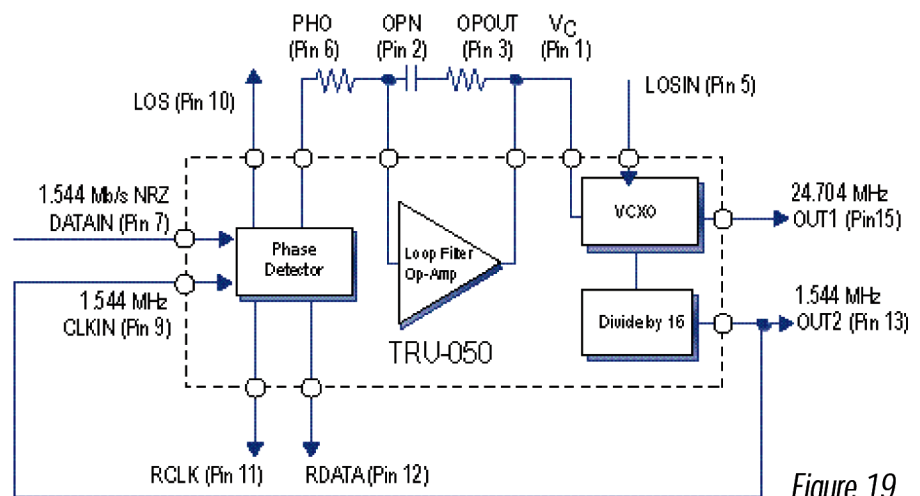 PHO
(Pin 6)
OPN
(Pin 2)
OPOUT
(Pin 3)
VC
(Pin 1)
LOS (Pin 10)
LOSIN (Pin 5)
1.544 Mb/s NRZ
DATAIN (Pin 7)
Phase
Detector
Loop Filter
Op-Amp
VCXO
24.704 MHz
OUT1 (Pin15)
1.544 MHz
CLKIN (Pin 9)
Divide by 16
1.544 MHz
OUT2 (Pin 13)
TRU-050
RCLK (Pin 11)
RDATA (Pin 12)
Figure 19